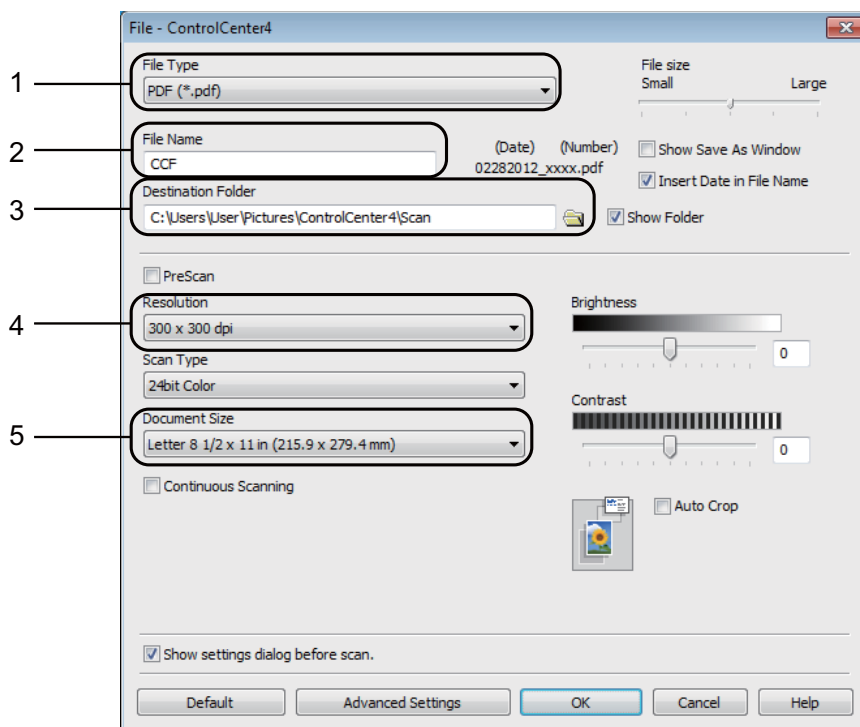 File - ControlCenter4
1
File Type
PDF (*.pdf)
File size
Small Large
2
File Name
CCF
(Date) (Number)
02282012_xxxx.pdf
Show Save As Window
Insert Date in File Name
3
Destination Folder
C:\Users\User\Pictures\ControlCenter4\Scan
Show Folder
PreScan
4
Resolution
300 x 300 dpi
Scan Type
24bit Color
5
Document Size
Letter 8 1/2 x 11 in (215.9 x 279.4 mm)
Continuous Scanning
Brightness
0
Contrast
0
Auto Crop
Show settings dialog before scan.
Default Advanced Settings OK Cancel Help